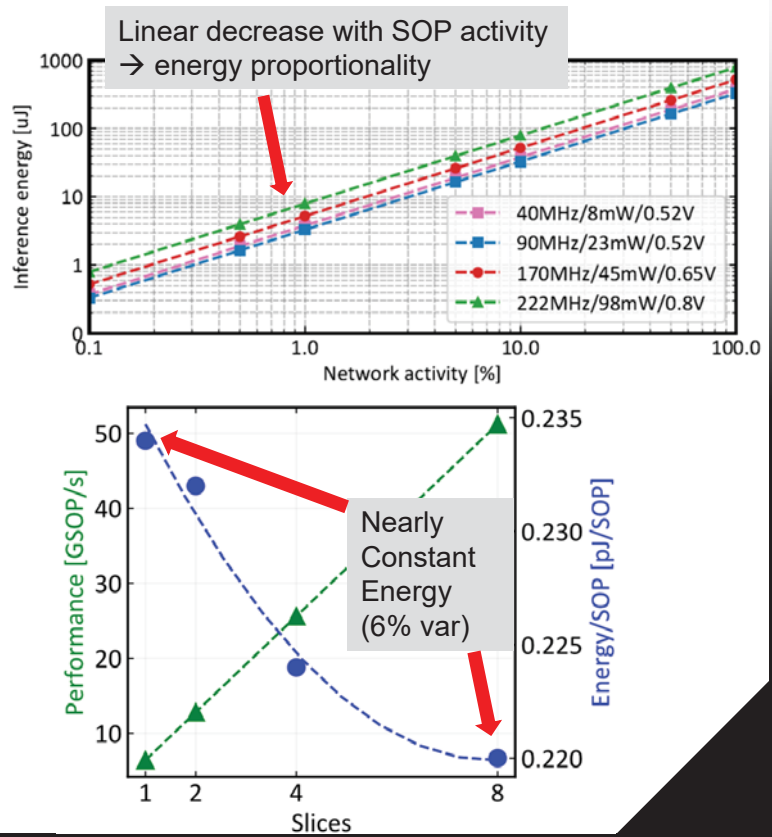 Linear decrease with SOP activity
→ energy proportionality
Inference energy [uJ]
1000
100
10
1
0
40MHz/8mW/0.52V
90MHz/23mW/0.52V
170MHz/45mW/0.65V
222MHz/98mW/0.8V
0.1
1.0
10.0
100.0
Network activity [%]
Performance [GSOP/s]
50
40
30
20
10
Nearly
Constant
Energy
(6% var)
0.235
0.230
0.225
0.220
Energy/SOP [pJ/SOP]
1
2
4
8
Slices